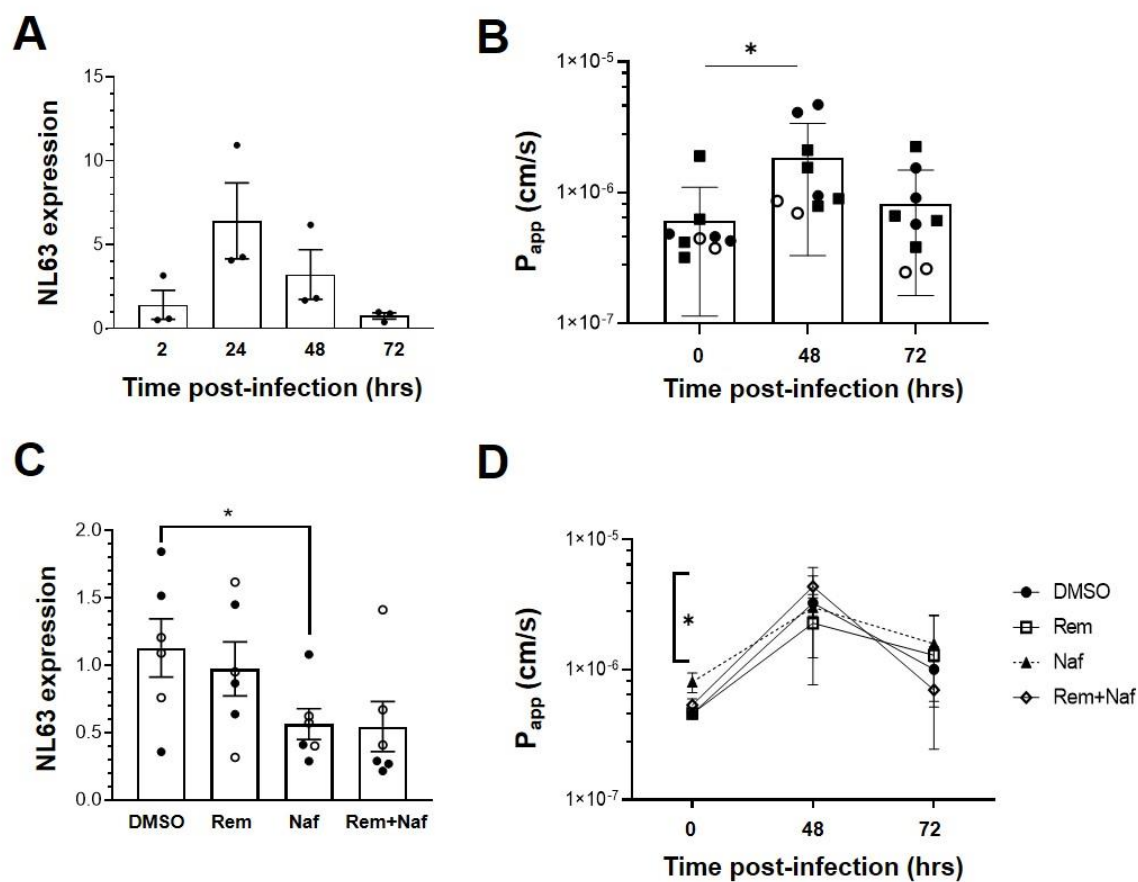 A
NL63 expression
15
10
5
0
2 24 48 72
Time post-infection (hrs)
B
*
Papp (cm/s)
1×10-5
1×10-6
1×10-7
0 48 72
Time post-infection (hrs)
C
*
NL63 expression
2.0
1.5
1.0
0.5
0.0
DMSO Rem Naf Rem+Naf
D
Papp (cm/s)
1×10-5
*
1×10-6
1×10-7
0 48 72
Time post-infection (hrs)
DMSO
Rem
Naf
Rem+Naf